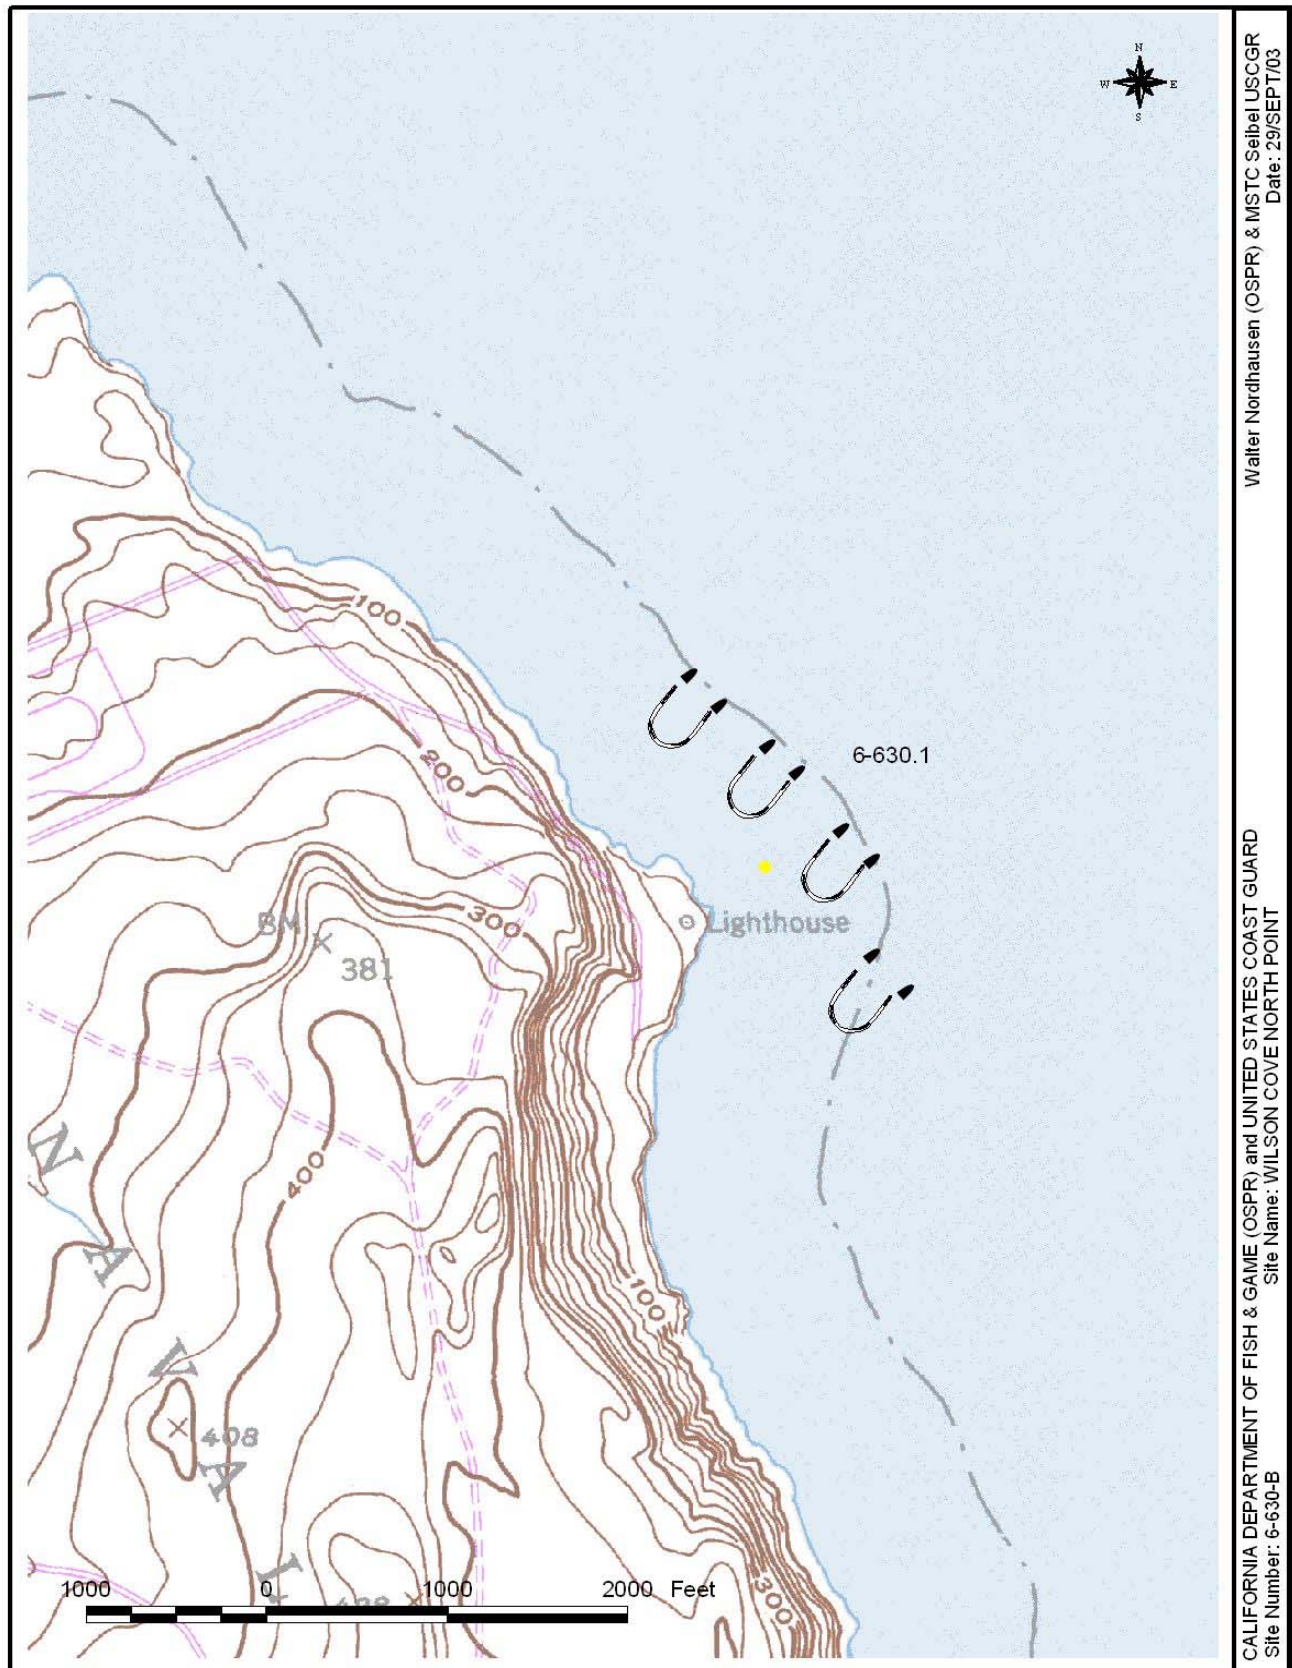 N
W E
S
100
200
6-630.1
300
BM
381
Lighthouse
400
N
A
V
A
L
100
408
300
1000 0 1000 2000 Feet
Walter Nordhausen (OSPR) & MSTC Seibel USCGR
Date: 29/SEPT/03
CALIFORNIA DEPARTMENT OF FISH & GAME (OSPR) and UNITED STATES COAST GUARD
Site Number: 6-630-B Site Name: WILSON COVE NORTH POINT